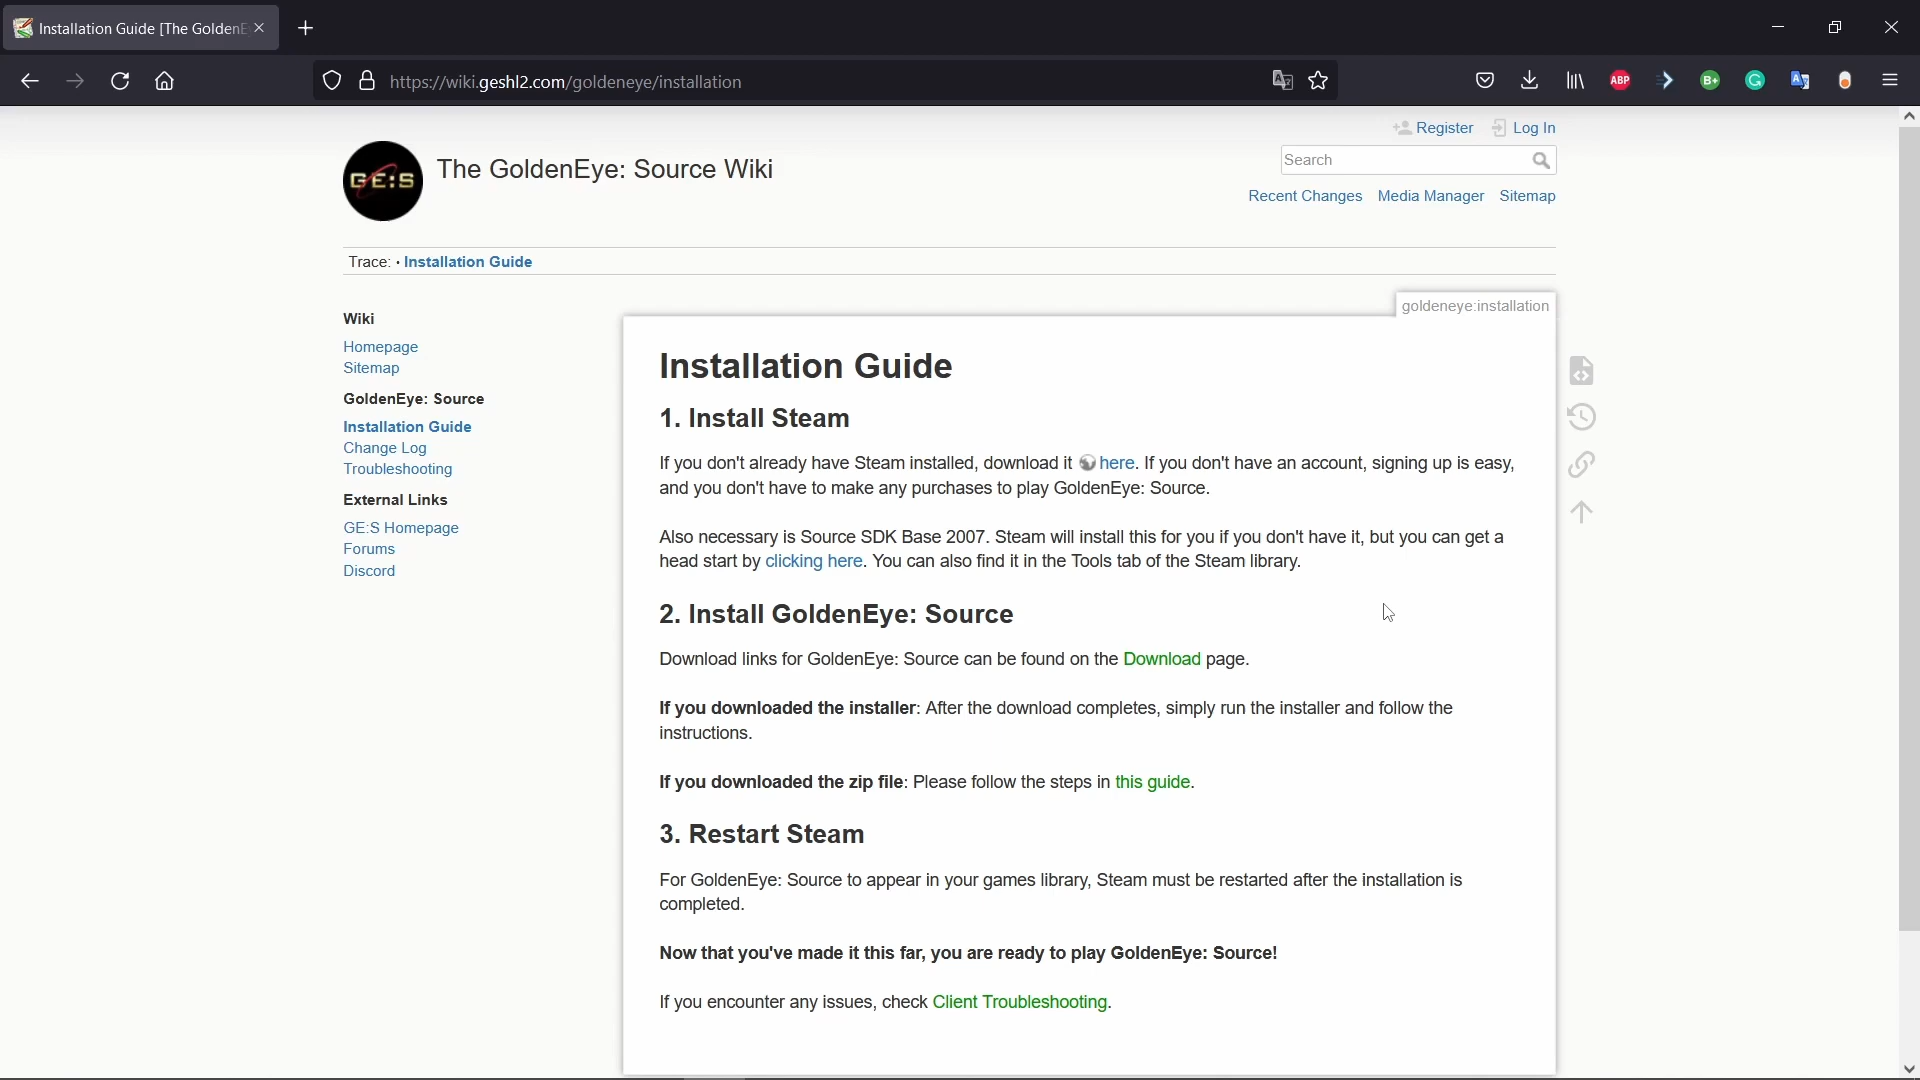 Installation Guide [The GoldenE
https://wiki.geshl2.com/goldeneye/installation
ABP
B+
G
Register Log In
GE:S
The GoldenEye: Source Wiki
Search
Recent Changes Media Manager Sitemap
Trace: • Installation Guide
goldeneye:installation
Wiki
Homepage
Sitemap
GoldenEye: Source
Installation Guide
Change Log
Troubleshooting
External Links
GE:S Homepage
Forums
Discord
Installation Guide
1. Install Steam
If you don't already have Steam installed, download it here. If you don't have an account, signing up is easy,
and you don't have to make any purchases to play GoldenEye: Source.
Also necessary is Source SDK Base 2007. Steam will install this for you if you don't have it, but you can get a
head start by clicking here. You can also find it in the Tools tab of the Steam library.
2. Install GoldenEye: Source
Download links for GoldenEye: Source can be found on the Download page.
If you downloaded the installer: After the download completes, simply run the installer and follow the
instructions.
If you downloaded the zip file: Please follow the steps in this guide.
3. Restart Steam
For GoldenEye: Source to appear in your games library, Steam must be restarted after the installation is
completed.
Now that you've made it this far, you are ready to play GoldenEye: Source!
If you encounter any issues, check Client Troubleshooting.